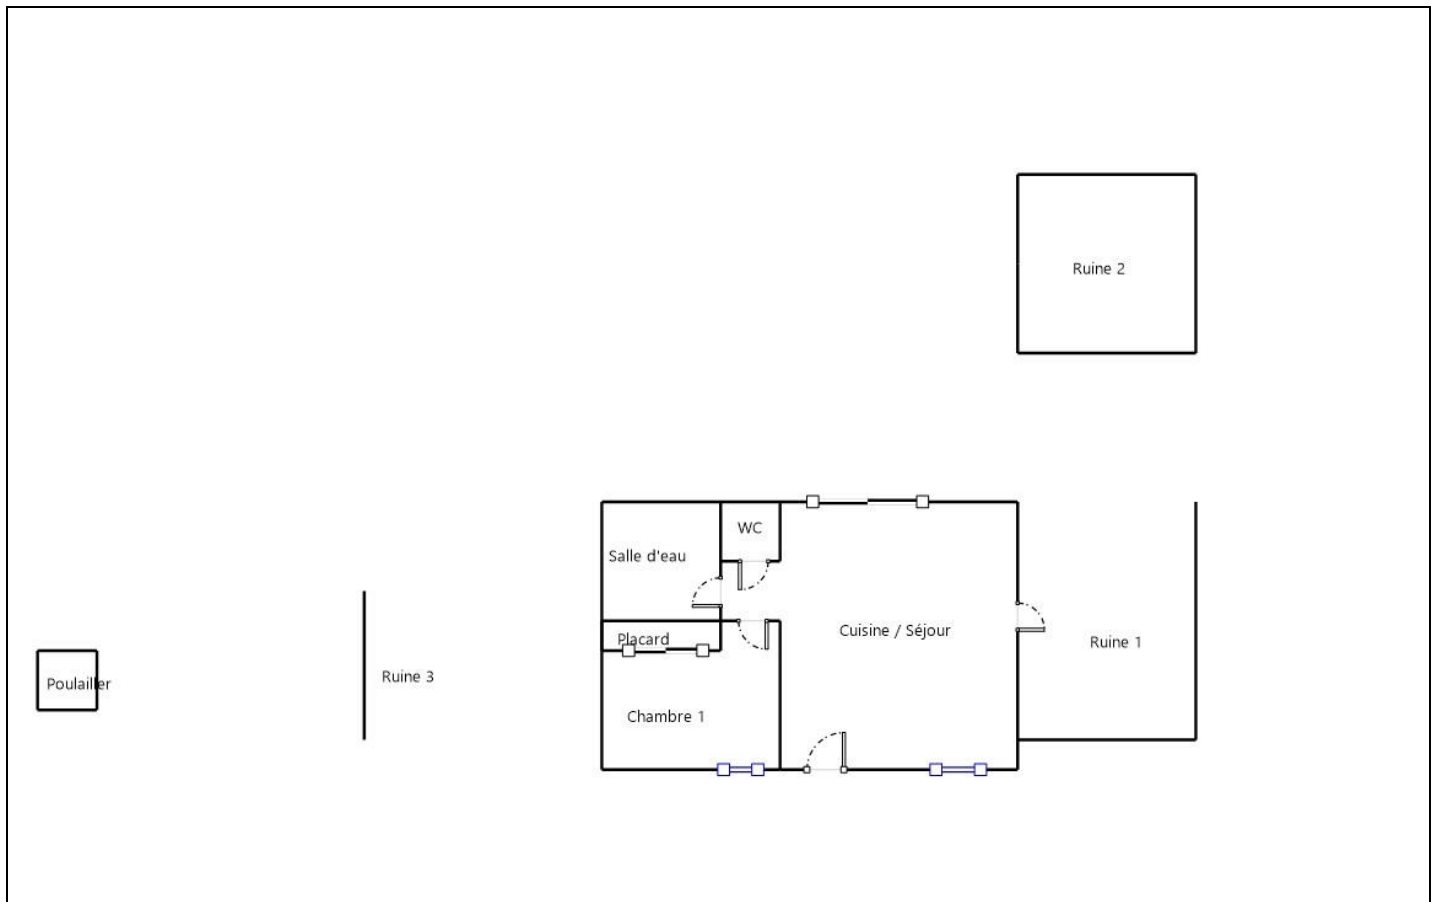 Ruine 2
WC
Salle d'eau
Cuisine / Séjour
Placard
Ruine 1
Ruine 3
Poulailler
Chambre 1